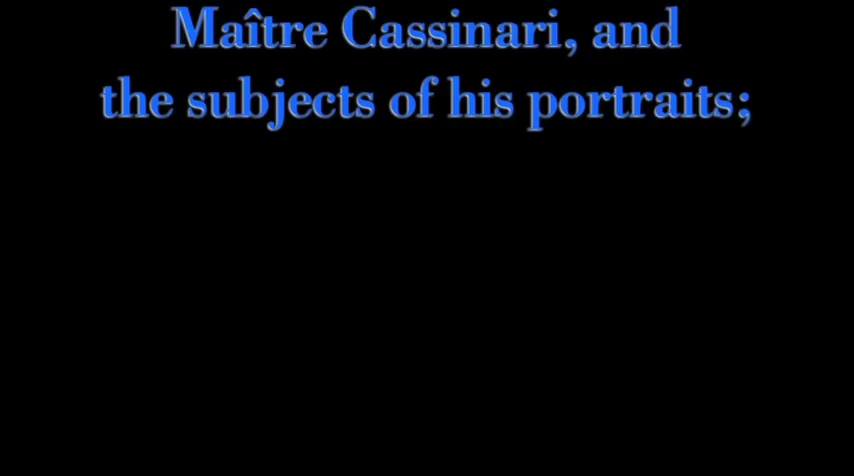 Maître Cassinari, and
the subjects of his portraits;